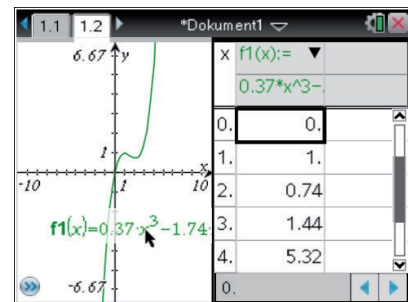 1.1 1.2 *Dokument1
6.67 y
1
x
-10 1 10
f1(x)=0.37·x^3-1.74·
-6.67
x f1(x):= ▼
0.37*x^3-.
0. 0.
1. 1.
2. 0.74
3. 1.44
4. 5.32
0.